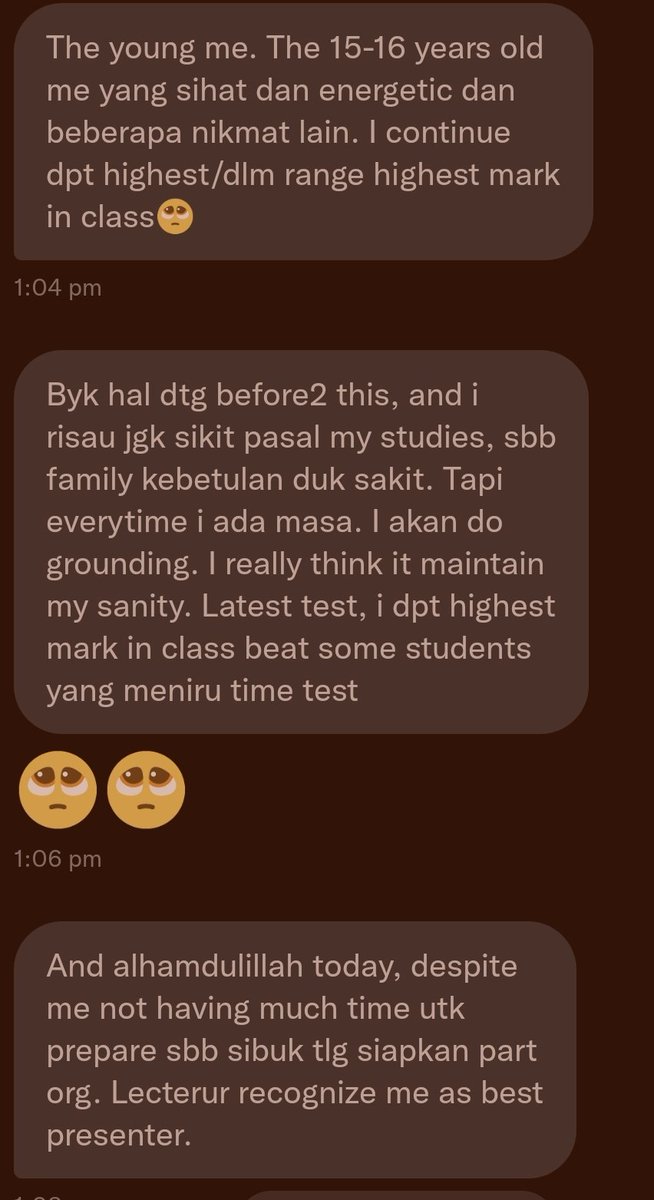 The young me. The 15-16 years old
me yang sihat dan energetic dan
beberapa nikmat lain. I continue
dpt highest/dlm range highest mark
in class🥺
1:04 pm
Byk hal dtg before2 this, and i
risau jgk sikit pasal my studies, sbb
family kebetulan duk sakit. Tapi
everytime i ada masa. I akan do
grounding. I really think it maintain
my sanity. Latest test, i dpt highest
mark in class beat some students
yang meniru time test
🥺🥺
1:06 pm
And alhamdulillah today, despite
me not having much time utk
prepare sbb sibuk tlg siapkan part
org. Lecterur recognize me as best
presenter.